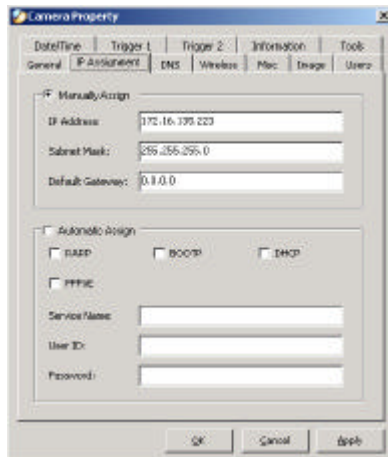 Camera Property
Date/Time Trigger 1 Trigger 2 Information Tools
General IP Assignment DNS Wireless Misc Image Users
Manually Assign
IP Address: 172.16.135.223
Subnet Mask: 255.255.255.0
Default Gateway: 0.0.0.0
Automatic Assign
RARP BOOTP DHCP
PPPoE
Service Name:
User ID:
Password:
OK Cancel Apply